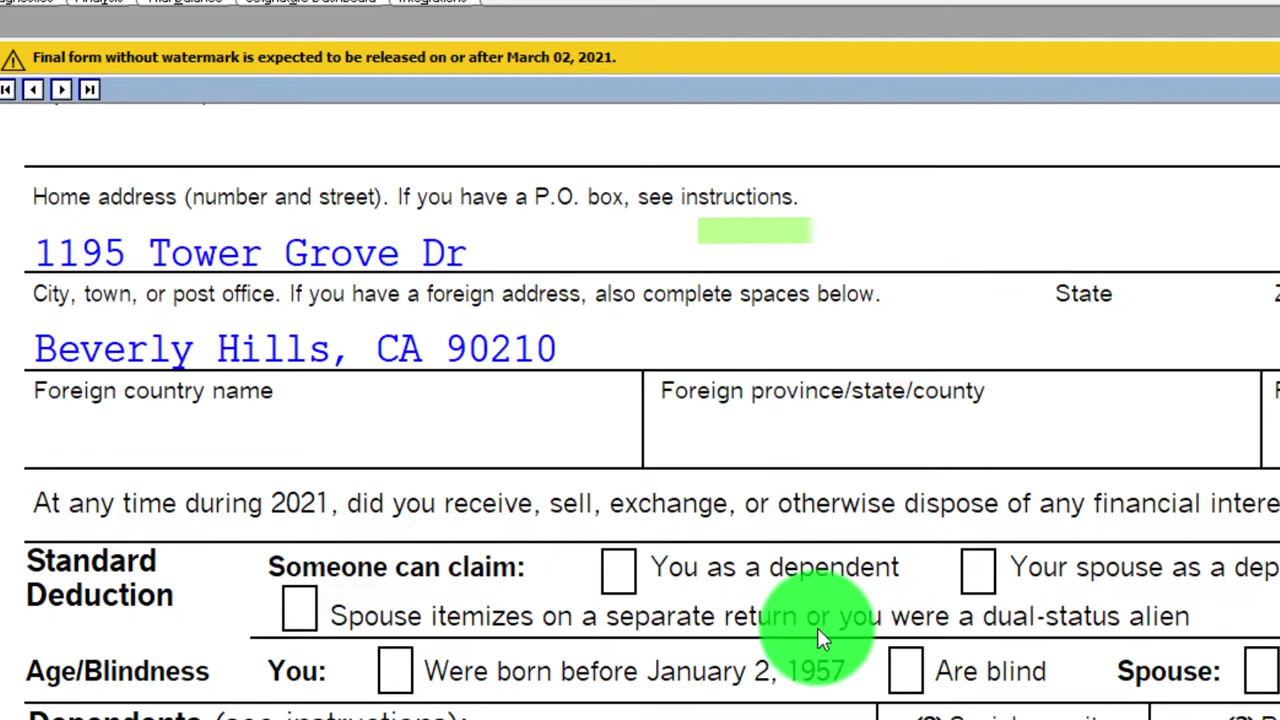 Final form without watermark is expected to be released on or after March 02, 2021.
Home address (number and street). If you have a P.O. box, see instructions.
1195 Tower Grove Dr
City, town, or post office. If you have a foreign address, also complete spaces below. State
Beverly Hills, CA 90210
Foreign country name Foreign province/state/county
At any time during 2021, did you receive, sell, exchange, or otherwise dispose of any financial
Standard Deduction
Someone can claim: You as a dependent Your spouse as a
Spouse itemizes on a separate return or you were a dual-status alien
Age/Blindness You: Were born before January 2, 1957 Are blind Spouse:
Dependents (see instructions):